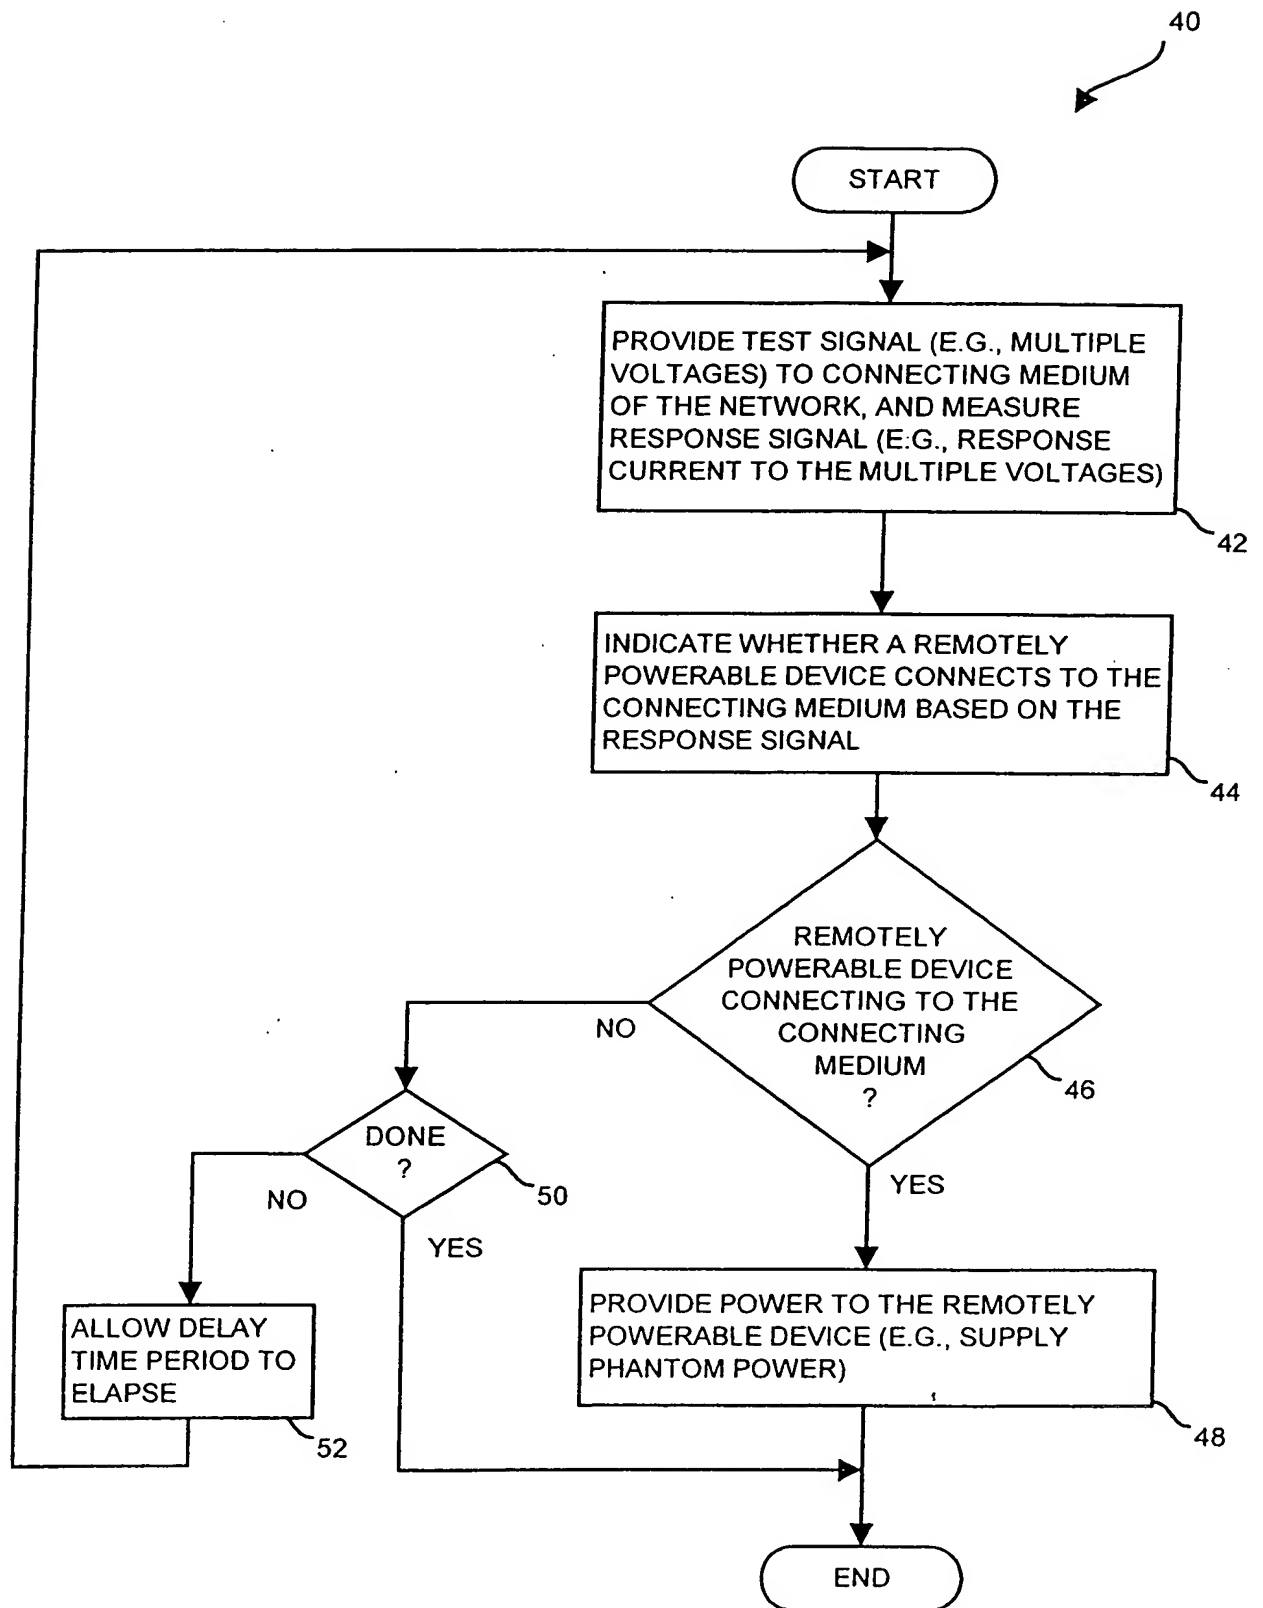 40
START
PROVIDE TEST SIGNAL (E.G., MULTIPLE
VOLTAGES) TO CONNECTING MEDIUM
OF THE NETWORK, AND MEASURE
RESPONSE SIGNAL (E.G., RESPONSE
CURRENT TO THE MULTIPLE VOLTAGES)
42
INDICATE WHETHER A REMOTELY
POWERABLE DEVICE CONNECTS TO THE
CONNECTING MEDIUM BASED ON THE
RESPONSE SIGNAL
44
REMOTELY
POWERABLE DEVICE
CONNECTING TO THE
CONNECTING
MEDIUM
?
46
NO
YES
DONE
?
50
NO
YES
ALLOW DELAY
TIME PERIOD TO
ELAPSE
52
PROVIDE POWER TO THE REMOTELY
POWERABLE DEVICE (E.G., SUPPLY
PHANTOM POWER)
48
END